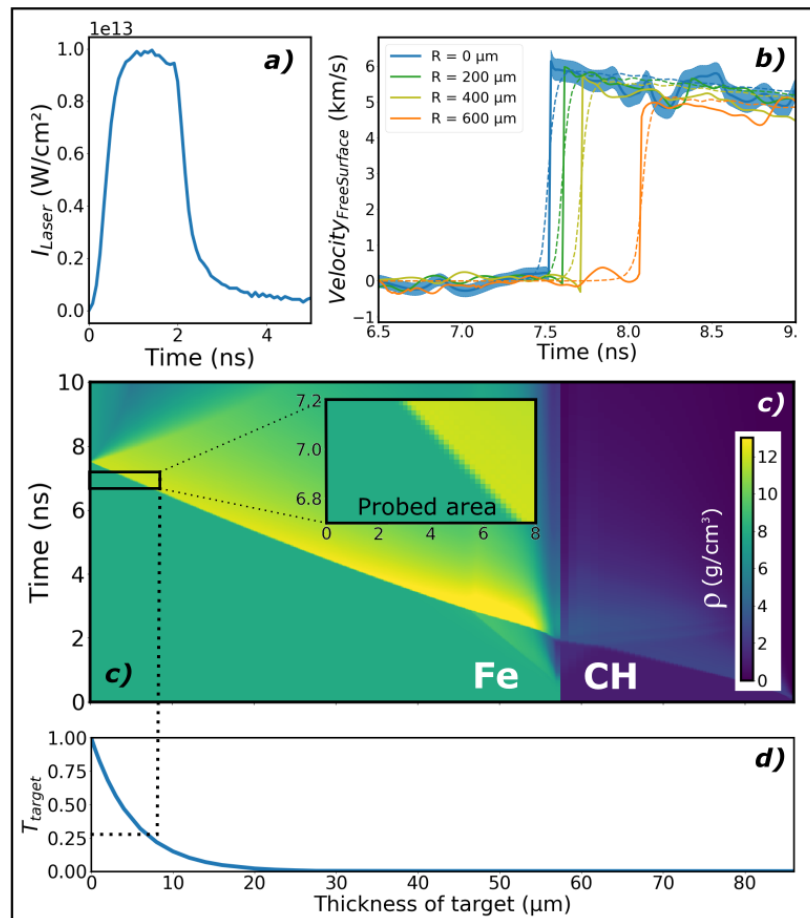 1e13
a)
I_Laser (W/cm²)
1.0
0.8
0.6
0.4
0.2
0.0
0
2
4
Time (ns)
b)
R = 0 µm
R = 200 µm
R = 400 µm
R = 600 µm
Velocity_FreeSurface (km/s)
6
5
4
3
2
1
0
−1
6.5
7.0
7.5
8.0
8.5
9.
Time (ns)
c)
Time (ns)
10
8
6
4
2
0
7.2
7.0
6.8
Probed area
0
2
4
6
8
ρ (g/cm³)
12
10
8
6
4
2
0
c)
Fe
CH
d)
T_target
1.00
0.75
0.50
0.25
0.00
0
10
20
30
40
50
60
70
80
Thickness of target (µm)